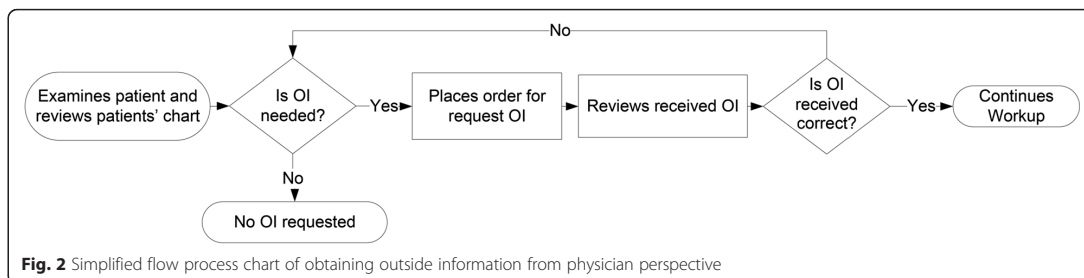 No
Examines patient and
reviews patients’ chart
Is OI
needed?
Yes
Places order for
request OI
Reviews received OI
Is OI
received
correct?
Yes
Continues
Workup
No
No OI requested
Fig. 2 Simplified flow process chart of obtaining outside information from physician perspective